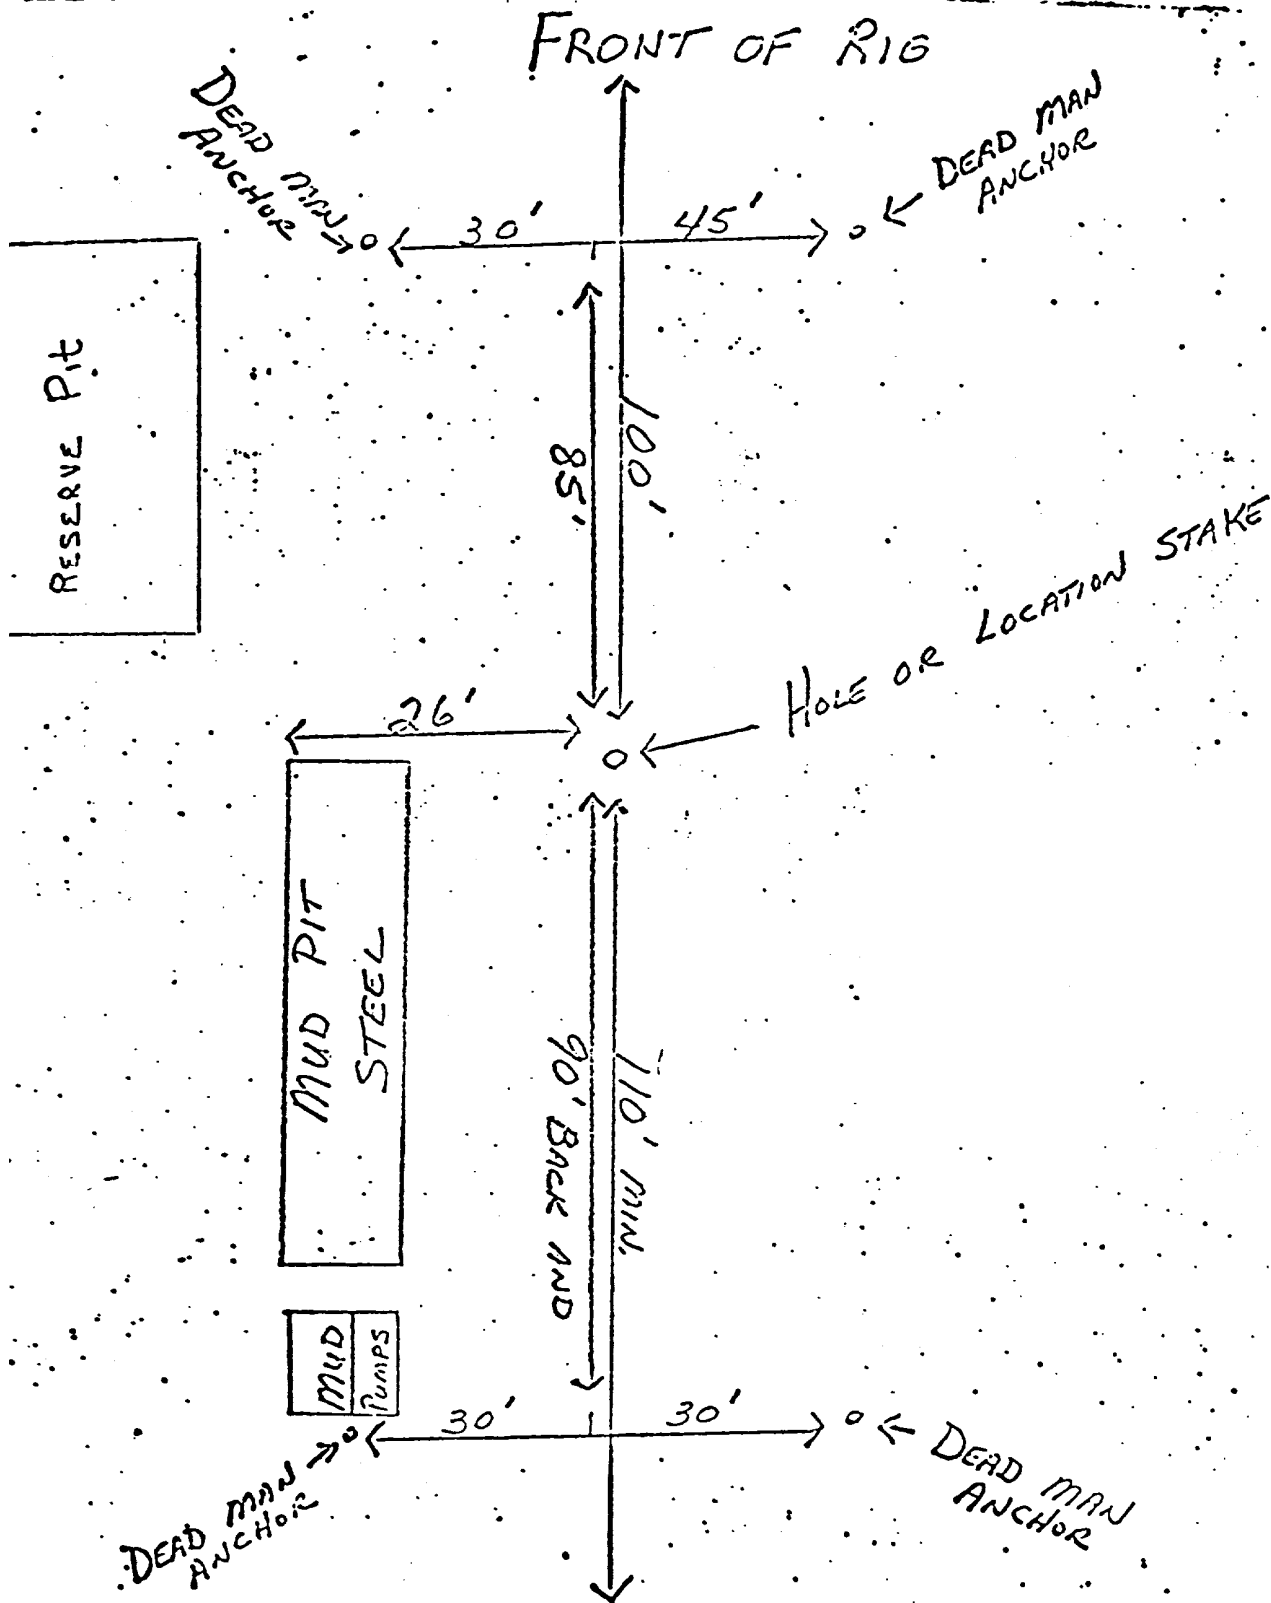 FRONT OF RIG
DEAD MAN
ANCHOR
DEAD MAN
ANCHOR
30'
45'
RESERVE Pit
85'
100'
HOLE OR LOCATION STAKE
26'
MUD PIT
STEEL
90' BACK AND
110' MIN.
MUD
PUMPS
30'
30'
DEAD MAN
ANCHOR
DEAD MAN
ANCHOR